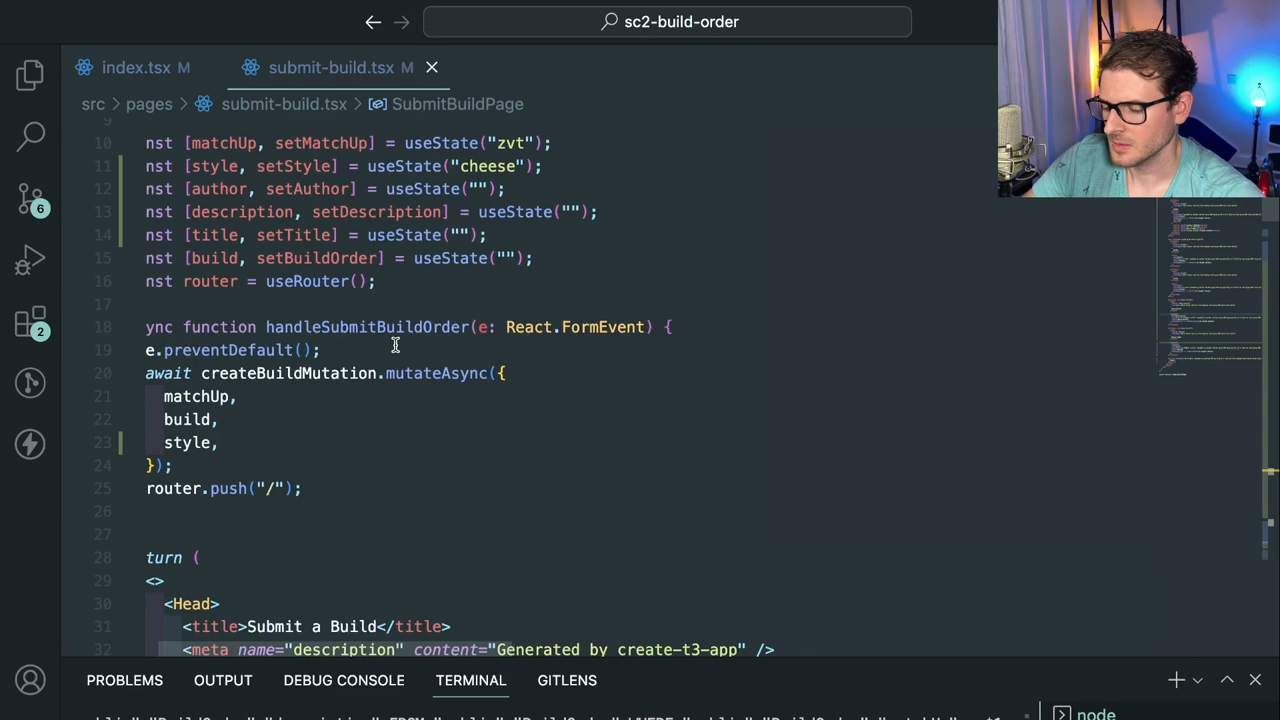 sc2-build-order
index.tsx M
submit-build.tsx M
src > pages > submit-build.tsx > SubmitBuildPage
9
10 nst [matchUp, setMatchUp] = useState("zvt");
11 nst [style, setStyle] = useState("cheese");
12 nst [author, setAuthor] = useState("");
13 nst [description, setDescription] = useState("");
14 nst [title, setTitle] = useState("");
15 nst [build, setBuildOrder] = useState("");
16 nst router = useRouter();
17
18 ync function handleSubmitBuildOrder(e: React.FormEvent) {
19 e.preventDefault();
20 await createBuildMutation.mutateAsync({
21 matchUp,
22 build,
23 style,
24 });
25 router.push("/");
26
27
28 turn (
29 <>
30 <Head>
31 <title>Submit a Build</title>
32 <meta name="description" content="Generated by create-t3-app" />
6
2
PROBLEMS OUTPUT DEBUG CONSOLE TERMINAL GITLENS
node